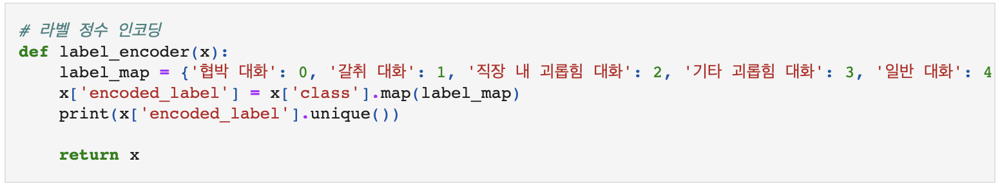 # 라벨 정수 인코딩
def label_encoder(x):
    label_map = {'협박 대화': 0, '갈취 대화': 1, '직장 내 괴롭힘 대화': 2, '기타 괴롭힘 대화': 3, '일반 대화': 4
    x['encoded_label'] = x['class'].map(label_map)
    print(x['encoded_label'].unique())
    return x